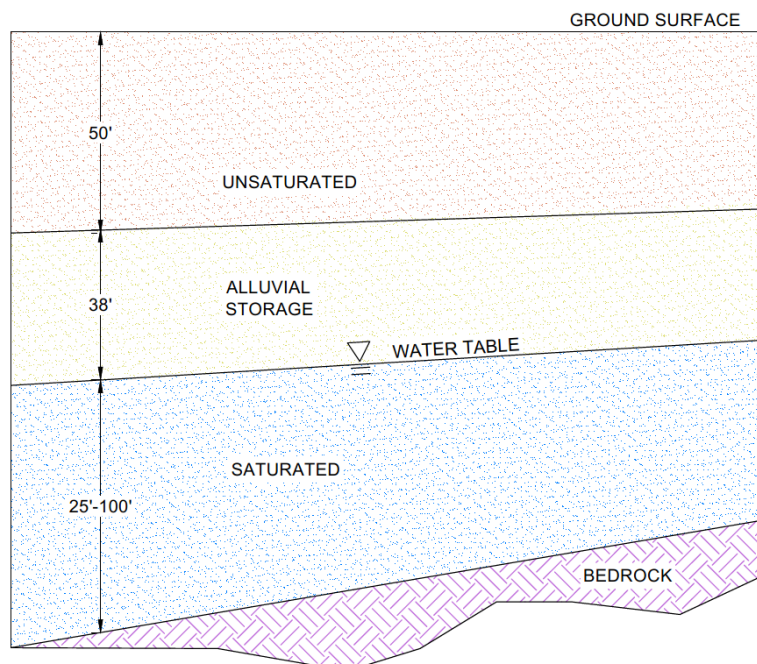 GROUND SURFACE
50'
UNSATURATED
ALLUVIAL
STORAGE
38'
WATER TABLE
SATURATED
25'-100'
BEDROCK